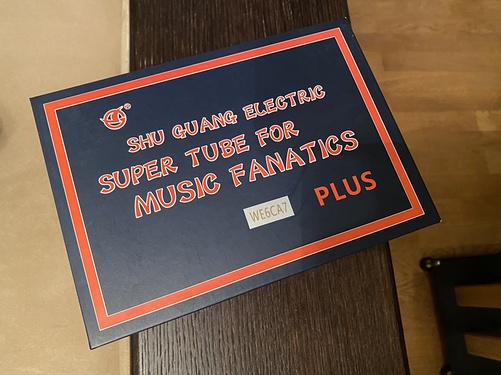 SHU GUANG ELECTRIC
SUPER TUBE FOR
MUSIC FANATICS
WE6CA7 PLUS